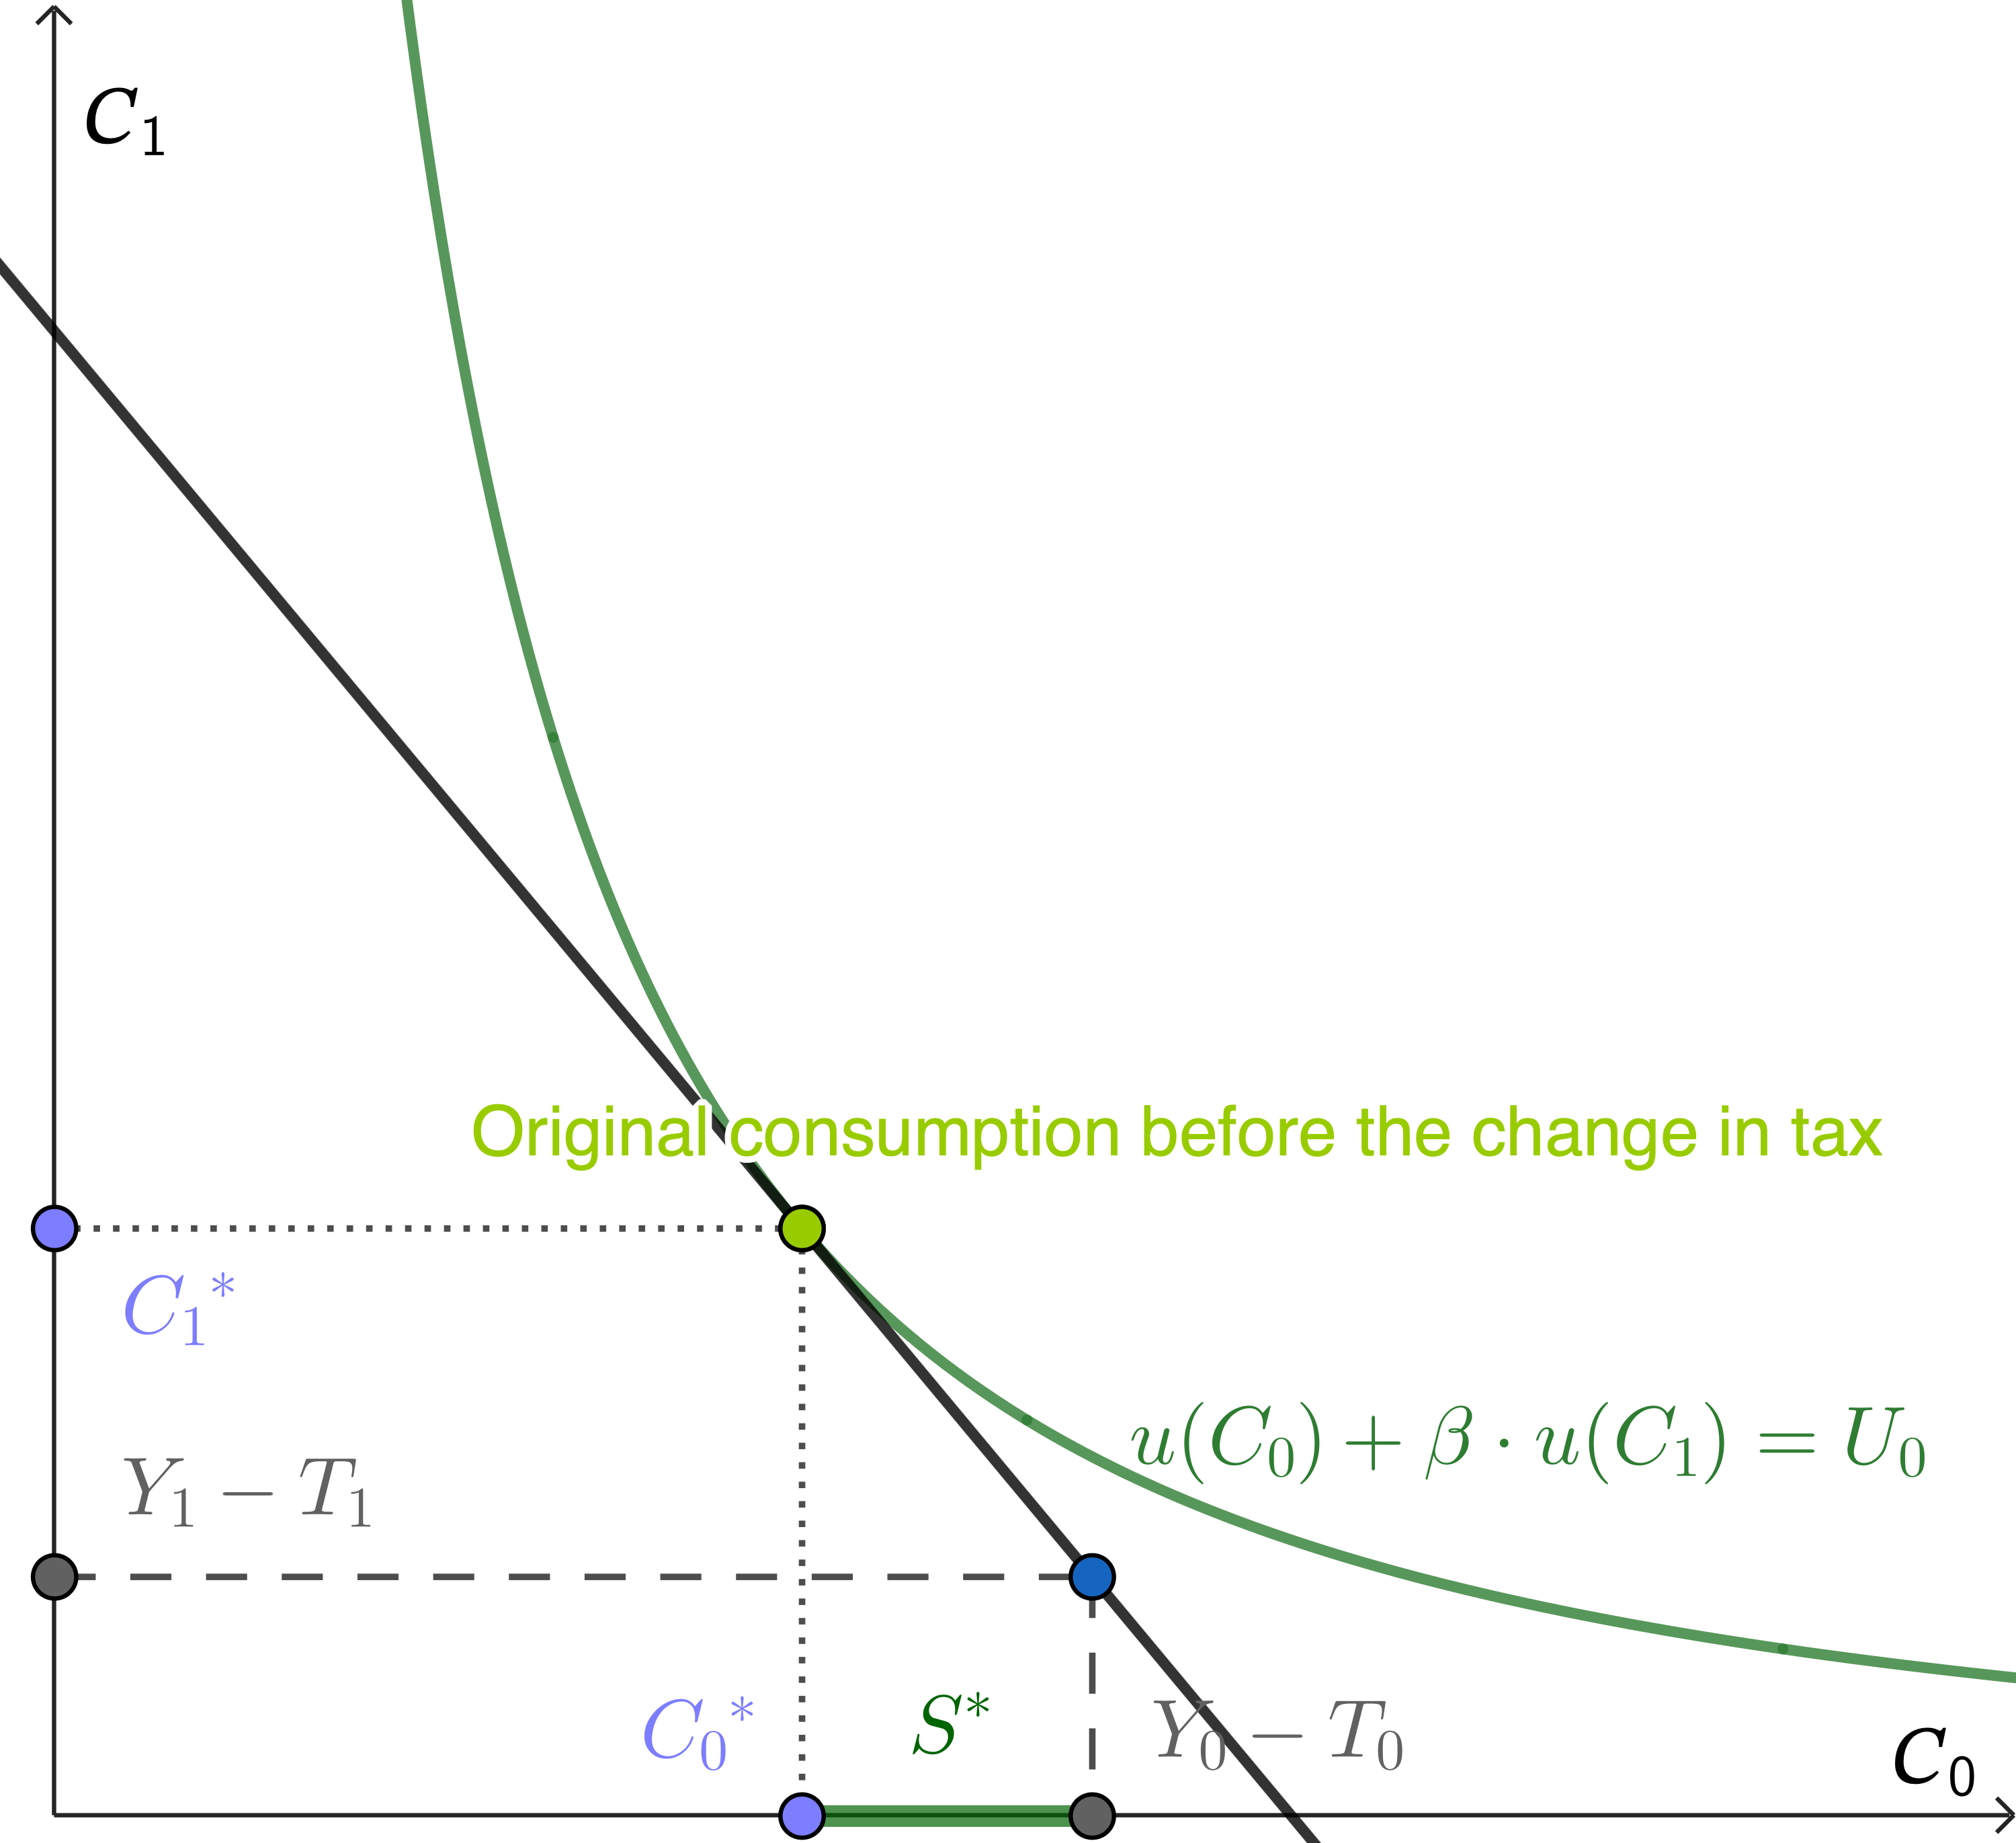 C₁
Original consumption before the change in tax
C₁*
u(C₀) + β · u(C₁) = U₀
Y₁ − T₁
C₀*
S*
Y₀ − T₀
C₀